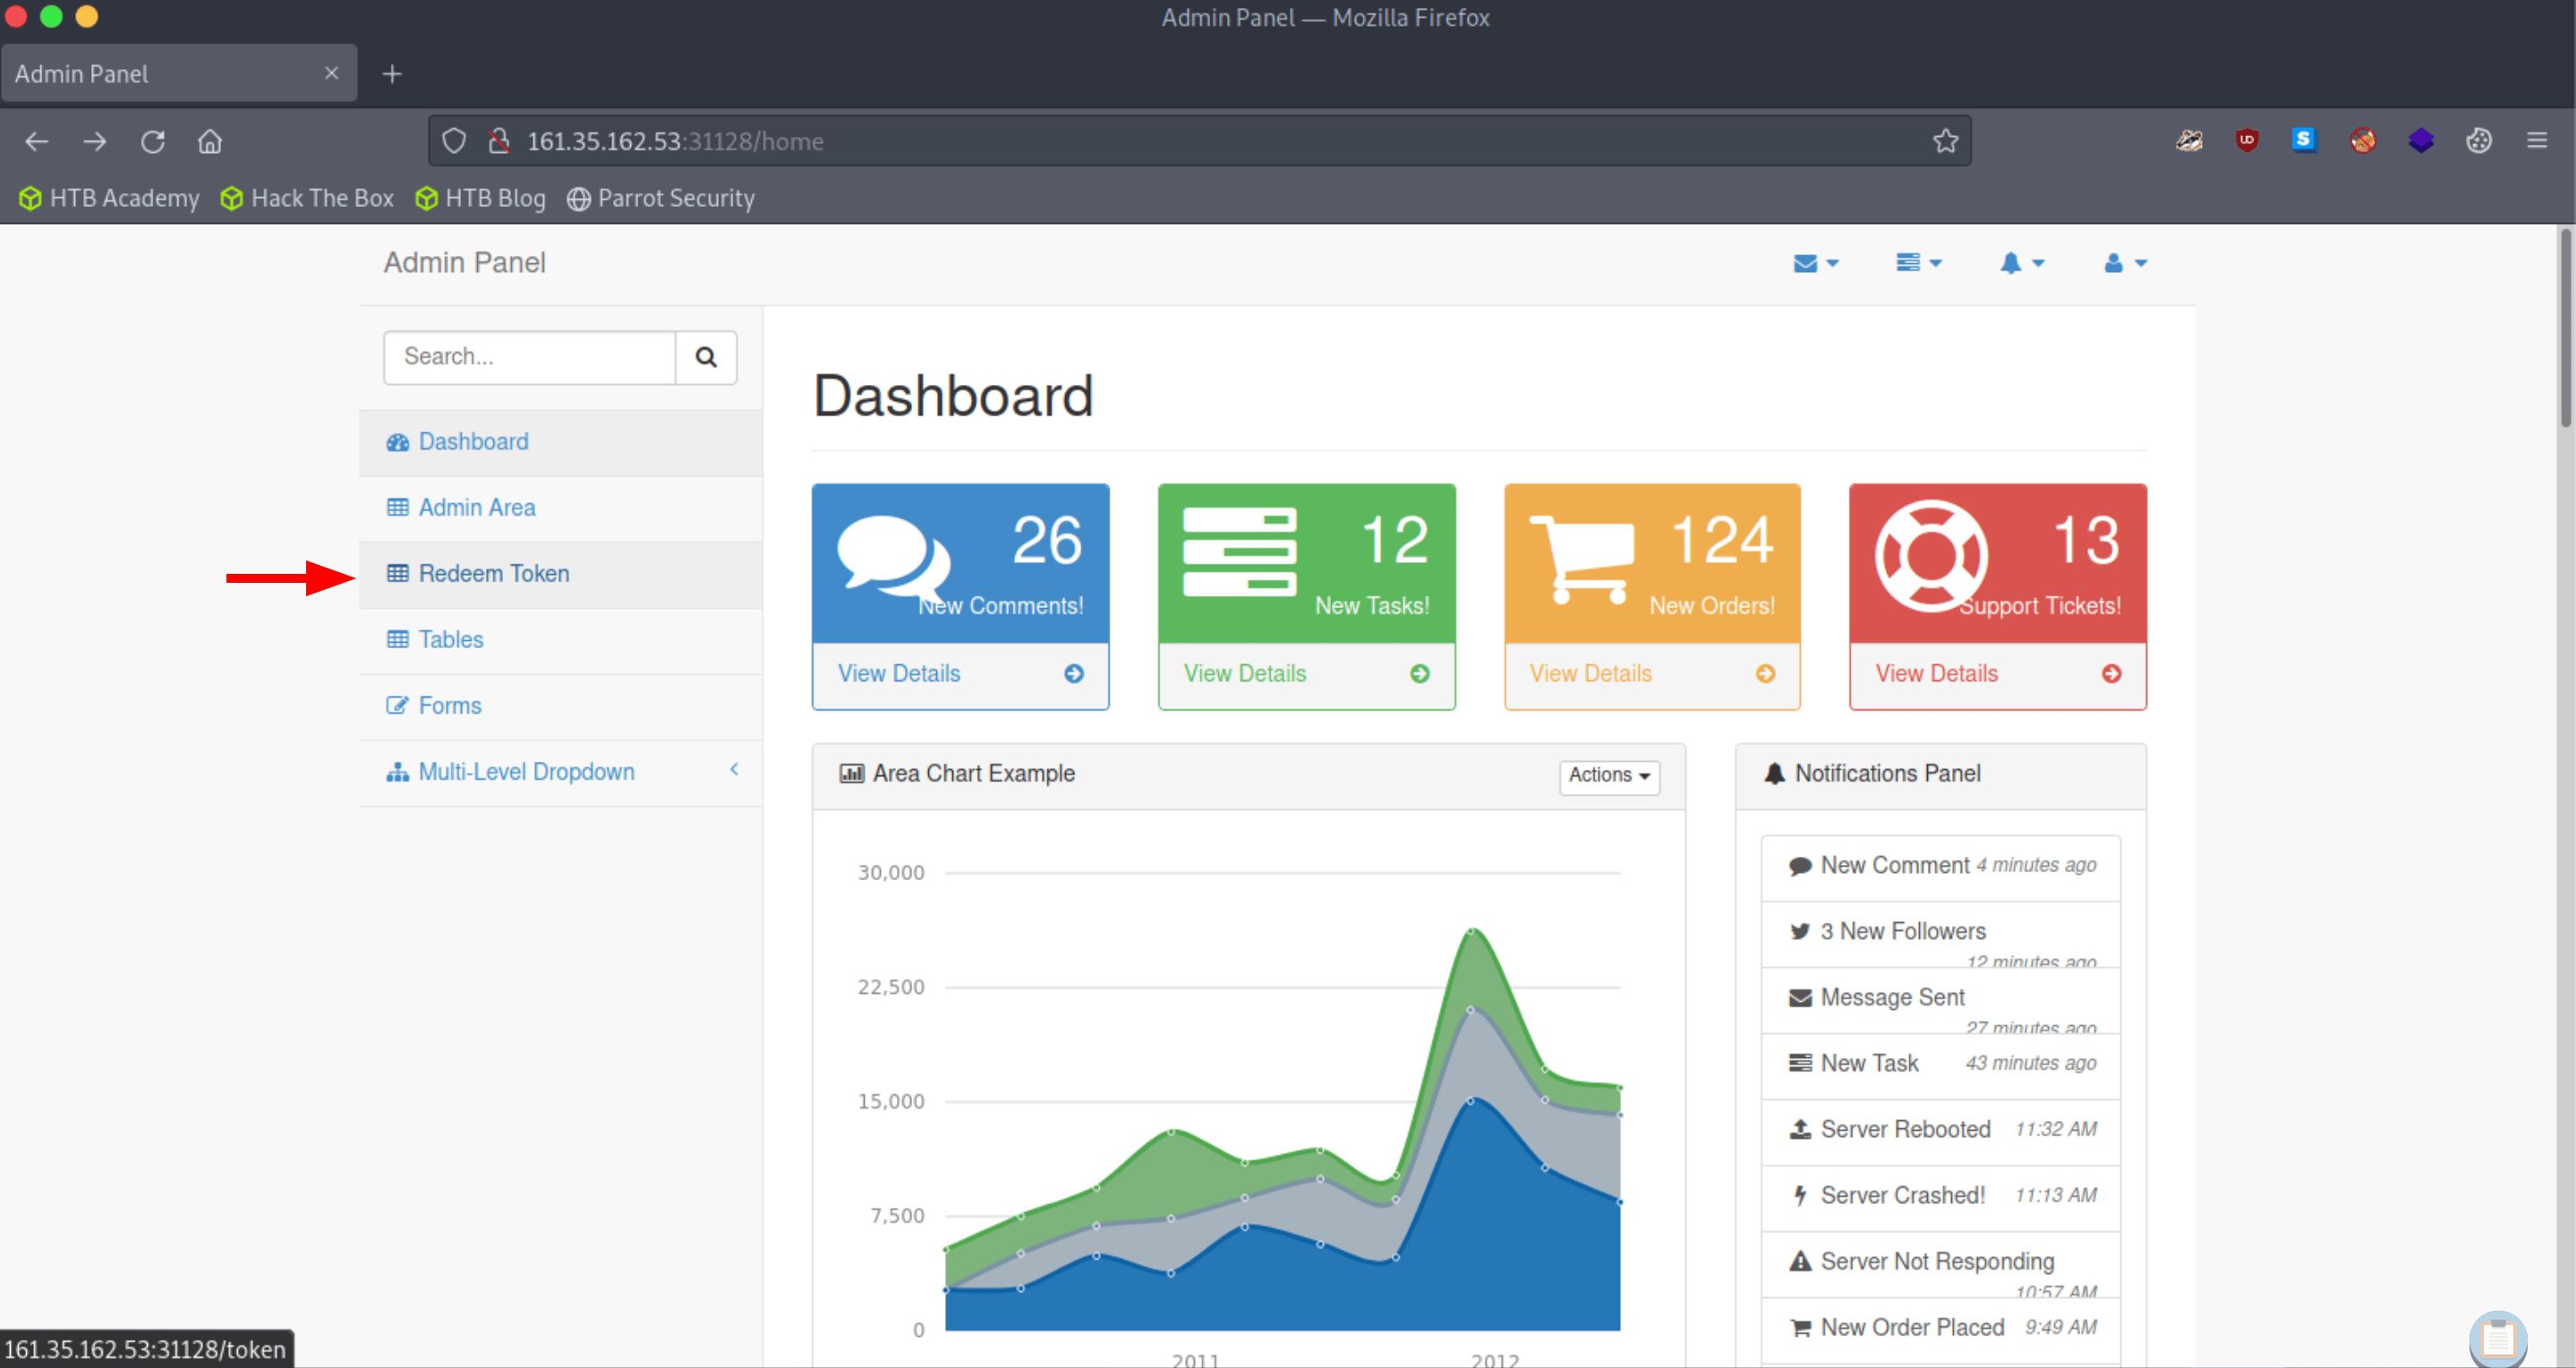 Admin Panel — Mozilla Firefox
Admin Panel
161.35.162.53:31128/home
HTB Academy Hack The Box HTB Blog Parrot Security
Admin Panel
Search...
Dashboard
Admin Area
Redeem Token
Tables
Forms
Multi-Level Dropdown
Dashboard
26
New Comments!
View Details
12
New Tasks!
View Details
124
New Orders!
View Details
13
Support Tickets!
View Details
Area Chart Example
Actions
30,000
22,500
15,000
7,500
0
2011 2012
Notifications Panel
New Comment 4 minutes ago
3 New Followers
12 minutes ago
Message Sent
27 minutes ago
New Task 43 minutes ago
Server Rebooted 11:32 AM
Server Crashed! 11:13 AM
Server Not Responding
10:57 AM
New Order Placed 9:49 AM
161.35.162.53:31128/token